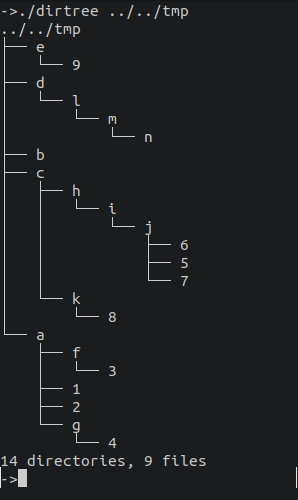 ->./dirtree ../../tmp
../../tmp
├── e
│   └── 9
├── d
│   └── l
│       └── m
│           └── n
├── b
├── c
│   ├── h
│   │   └── i
│   │       └── j
│   │           ├── 6
│   │           ├── 5
│   │           └── 7
│   └── k
│       └── 8
└── a
    ├── f
    │   └── 3
    ├── 1
    ├── 2
    └── g
        └── 4
14 directories, 9 files
->